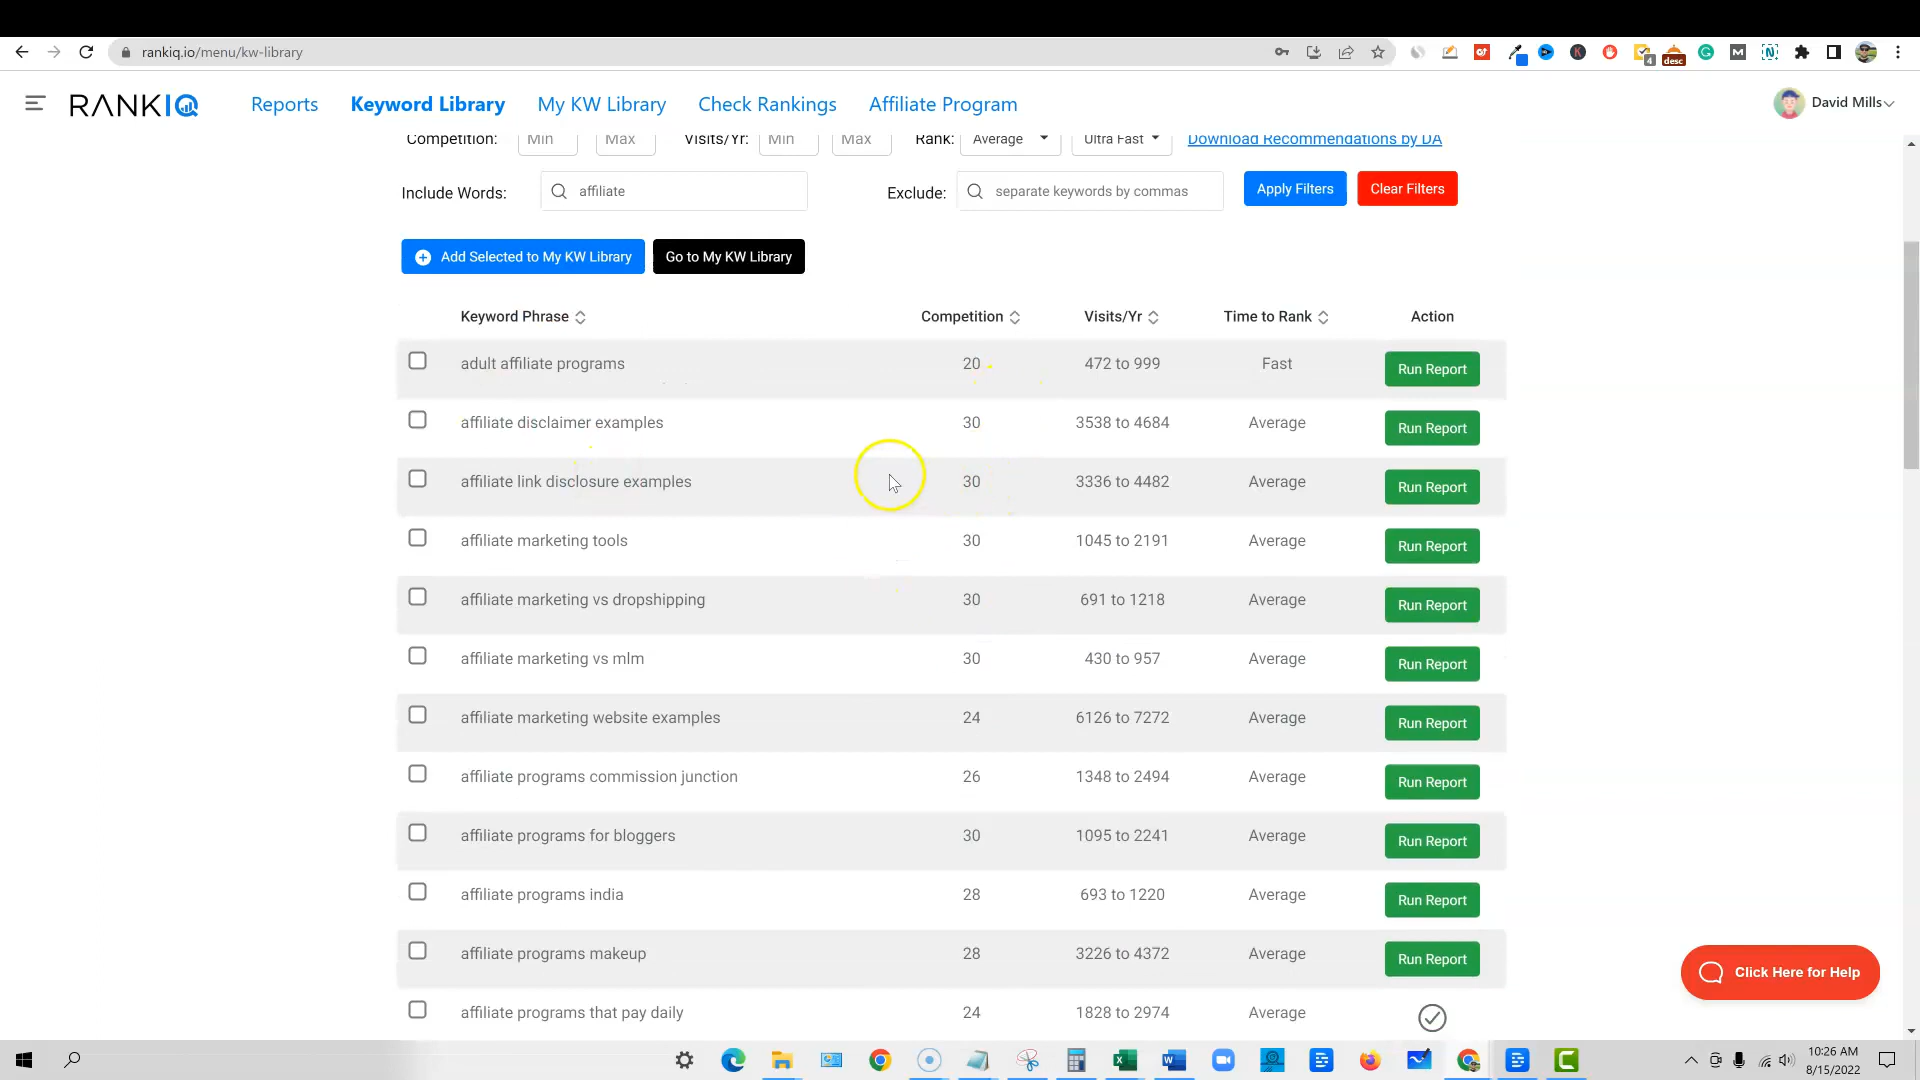 rankiq.io/menu/kw-library
4
desc
RANKIQ Reports Keyword Library My KW Library Check Rankings Affiliate Program David Mills
Competition: Min Max Visits/Yr: Min Max Rank: Average Ultra Fast Download Recommendations by DA
Include Words: affiliate Exclude: separate keywords by commas Apply Filters Clear Filters
Add Selected to My KW Library Go to My KW Library
Keyword Phrase Competition Visits/Yr Time to Rank Action
adult affiliate programs 20 472 to 999 Fast Run Report
affiliate disclaimer examples 30 3538 to 4684 Average Run Report
affiliate link disclosure examples 30 3336 to 4482 Average Run Report
affiliate marketing tools 30 1045 to 2191 Average Run Report
affiliate marketing vs dropshipping 30 691 to 1218 Average Run Report
affiliate marketing vs mlm 30 430 to 957 Average Run Report
affiliate marketing website examples 24 6126 to 7272 Average Run Report
affiliate programs commission junction 26 1348 to 2494 Average Run Report
affiliate programs for bloggers 30 1095 to 2241 Average Run Report
affiliate programs india 28 693 to 1220 Average Run Report
affiliate programs makeup 28 3226 to 4372 Average Run Report
Click Here for Help
affiliate programs that pay daily 24 1828 to 2974 Average
10:26 AM
8/15/2022